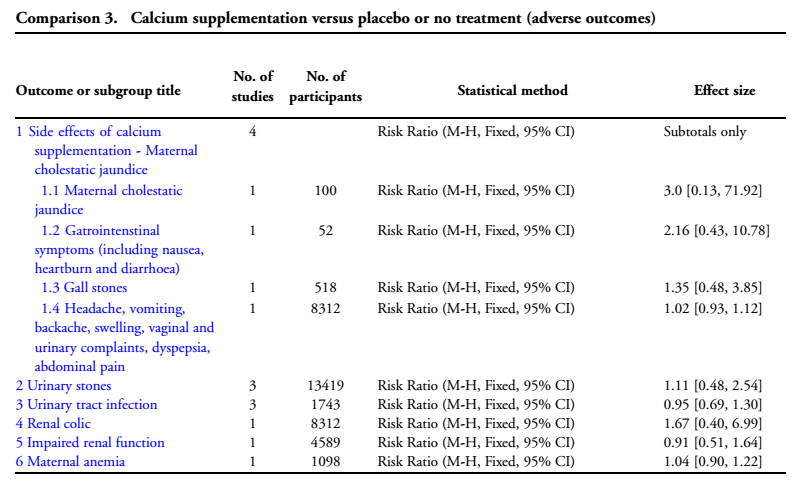 Comparison 3. Calcium supplementation versus placebo or no treatment (adverse outcomes)
Outcome or subgroup title No. of studies No. of participants Statistical method Effect size
1 Side effects of calcium 4 Risk Ratio (M-H, Fixed, 95% CI) Subtotals only
supplementation - Maternal
cholestatic jaundice
1.1 Maternal cholestatic 1 100 Risk Ratio (M-H, Fixed, 95% CI) 3.0 [0.13, 71.92]
jaundice
1.2 Gatrointenstinal 1 52 Risk Ratio (M-H, Fixed, 95% CI) 2.16 [0.43, 10.78]
symptoms (including nausea,
heartburn and diarrhoea)
1.3 Gall stones 1 518 Risk Ratio (M-H, Fixed, 95% CI) 1.35 [0.48, 3.85]
1.4 Headache, vomiting, 1 8312 Risk Ratio (M-H, Fixed, 95% CI) 1.02 [0.93, 1.12]
backache, swelling, vaginal and
urinary complaints, dyspepsia,
abdominal pain
2 Urinary stones 3 13419 Risk Ratio (M-H, Fixed, 95% CI) 1.11 [0.48, 2.54]
3 Urinary tract infection 3 1743 Risk Ratio (M-H, Fixed, 95% CI) 0.95 [0.69, 1.30]
4 Renal colic 1 8312 Risk Ratio (M-H, Fixed, 95% CI) 1.67 [0.40, 6.99]
5 Impaired renal function 1 4589 Risk Ratio (M-H, Fixed, 95% CI) 0.91 [0.51, 1.64]
6 Maternal anemia 1 1098 Risk Ratio (M-H, Fixed, 95% CI) 1.04 [0.90, 1.22]